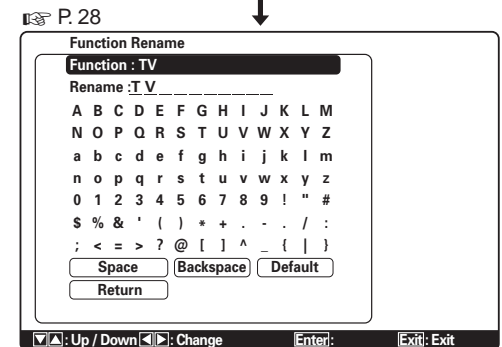 ☞ P. 28
Function Rename
Function : TV
Rename :T V _ _ _ _ _ _ _ _
A B C D E F G H I J K L M
N O P Q R S T U V W X Y Z
a b c d e f g h i j k l m
n o p q r s t u v w x y z
0 1 2 3 4 5 6 7 8 9 ! " #
$ % & ' ( ) * + . - . / :
; < = > ? @ [ ] ^ _ { | }
Space Backspace Default
Return
▼▲: Up / Down ◀▶: Change Enter: Exit: Exit